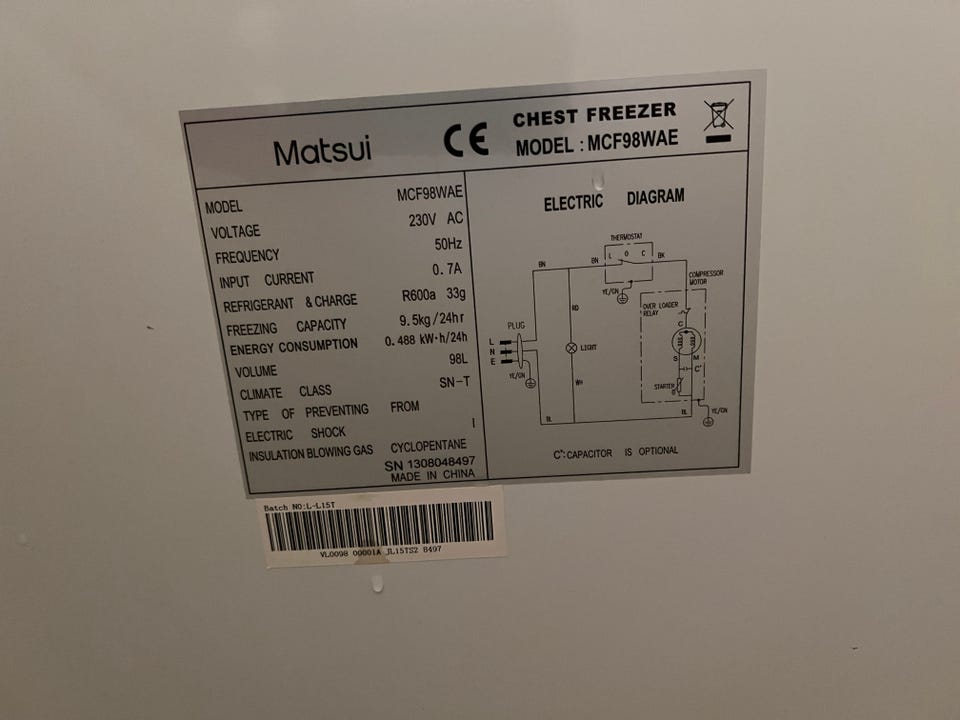 Matsui CE CHEST FREEZER
MODEL : MCF98WAE
MODEL MCF98WAE
VOLTAGE 230V AC
FREQUENCY 50Hz
INPUT CURRENT 0.7A
REFRIGERANT & CHARGE R600a 33g
FREEZING CAPACITY 9.5kg/24hr
ENERGY CONSUMPTION 0.488 kW·h/24h
VOLUME 98L
CLIMATE CLASS SN-T
TYPE OF PREVENTING FROM
ELECTRIC SHOCK I
INSULATION BLOWING GAS CYCLOPENTANE
SN 1308048497
MADE IN CHINA
ELECTRIC DIAGRAM
THERMOSTAT
BN
BN L O C BK
YE/GN
COMPRESSOR
MOTOR
OVER LOADER
RELAY
RD
PLUG
L
N
E
LIGHT
C
S M
C*
YE/GN
WH
STARTER
BL
BL
YE/GN
C*:CAPACITOR IS OPTIONAL
Batch NO:L-L15T
VL0098 00001A JL15TS2 8497